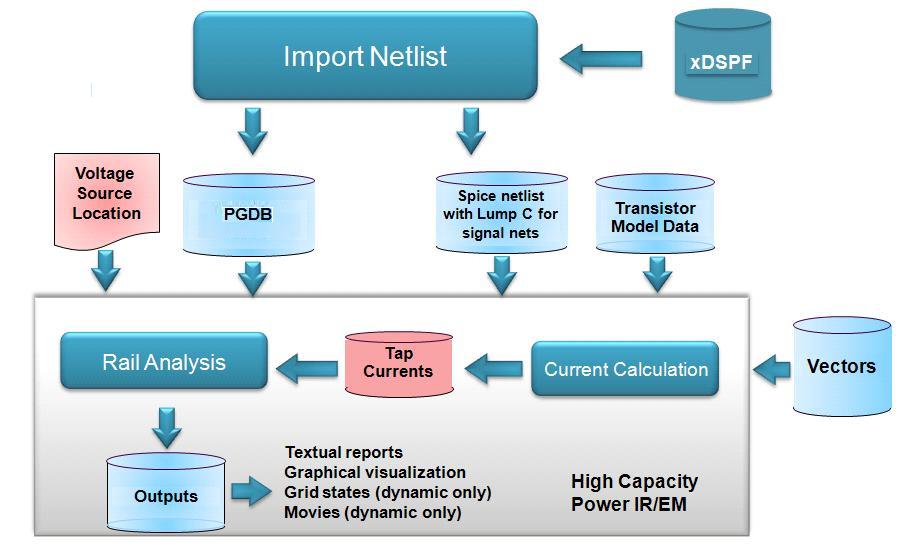 Import Netlist
xDSPF
Voltage
Source
Location
PGDB
Spice netlist
with Lump C for
signal nets
Transistor
Model Data
Rail Analysis
Tap
Currents
Current Calculation
Vectors
Outputs
Textual reports
Graphical visualization
Grid states (dynamic only)
Movies (dynamic only)
High Capacity
Power IR/EM